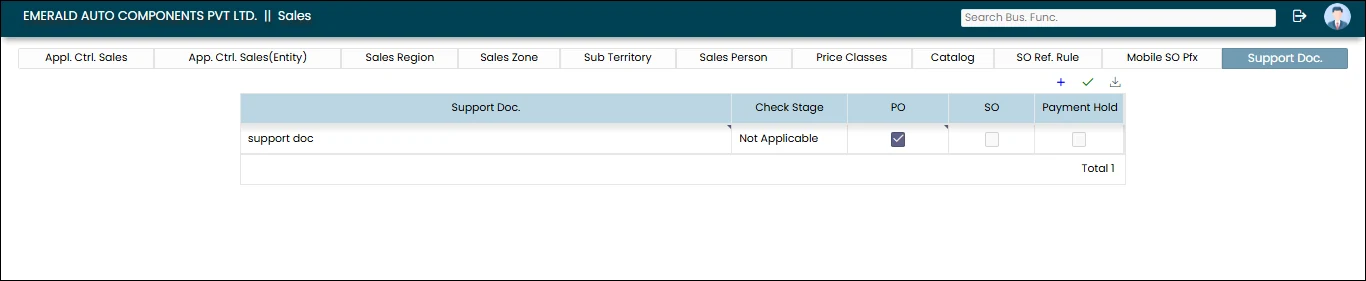 EMERALD AUTO COMPONENTS PVT LTD. || Sales
Search Bus. Func.
Appl. Ctrl. Sales App. Ctrl. Sales(Entity) Sales Region Sales Zone Sub Territory Sales Person Price Classes Catalog SO Ref. Rule Mobile SO Pfx Support Doc.
Support Doc. Check Stage PO SO Payment Hold
support doc Not Applicable
Total 1